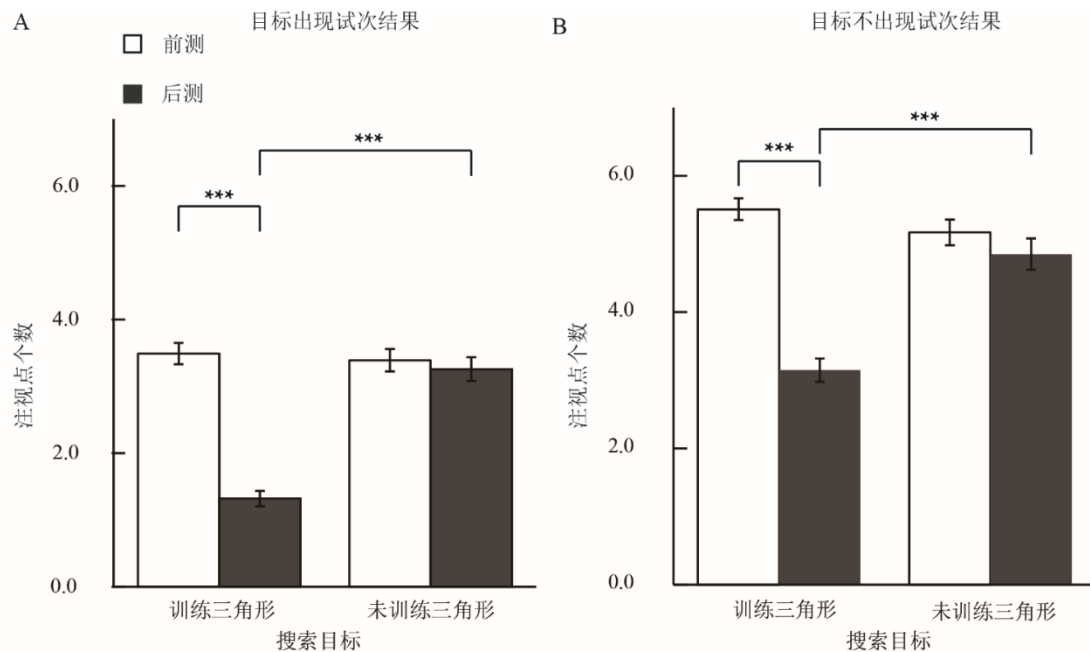 A
目标出现试次结果
前测
后测
***
***
6.0
4.0
2.0
0.0
注视点个数
训练三角形
未训练三角形
搜索目标
B
目标不出现试次结果
***
***
6.0
4.0
2.0
0.0
注视点个数
训练三角形
未训练三角形
搜索目标